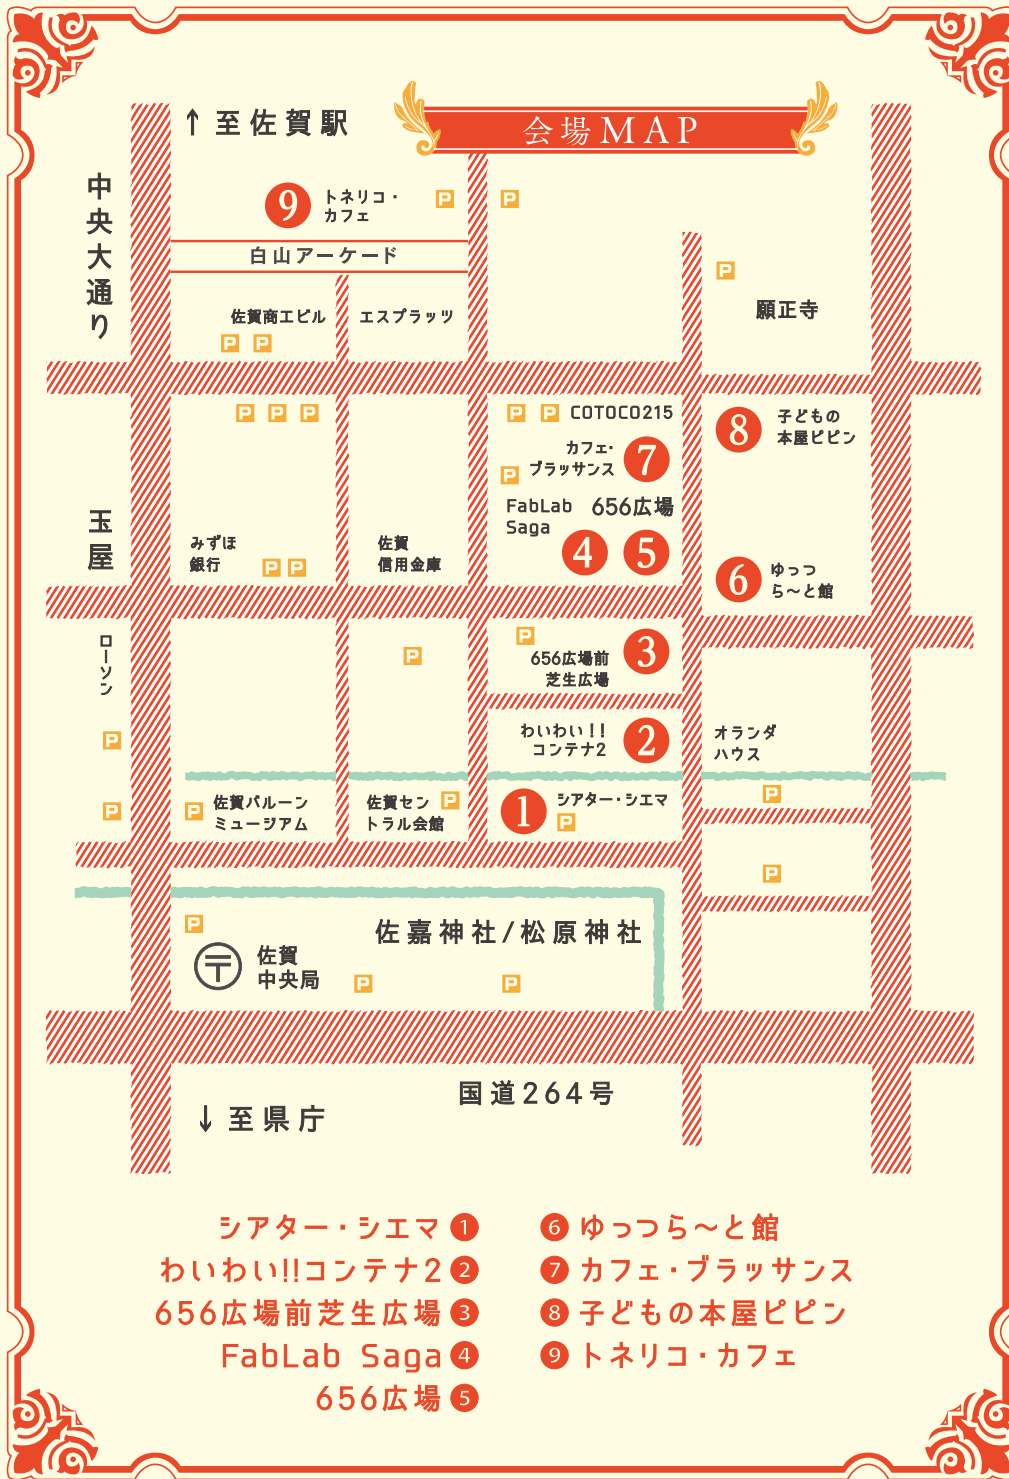 会場MAP
↑至佐賀駅
中央大通り
9
トネリコ・
カフェ
P
P
白山アーケード
P
願正寺
佐賀商工ビル
エスプラッツ
P
P
P
P
P
P
P
COTOCO215
8
子どもの
本屋ピピン
カフェ・
ブラッサンス
7
P
FabLab
Saga
656広場
4
5
玉屋
みずほ
銀行
P
P
佐賀
信用金庫
6
ゆっつ
ら～と館
ローソン
P
P
656広場前
芝生広場
3
わいわい!!
コンテナ2
2
オランダ
ハウス
P
P
P
佐賀バルーン
ミュージアム
佐賀セン
トラル会館
P
1
シアター・シエマ
P
P
P
P
佐嘉神社/松原神社
〒
佐賀
中央局
P
P
国道264号
↓至県庁
シアター・シエマ 1
わいわい!!コンテナ2 2
656広場前芝生広場 3
FabLab Saga 4
656広場 5
6 ゆっつら～と館
7 カフェ・ブラッサンス
8 子どもの本屋ピピン
9 トネリコ・カフェ